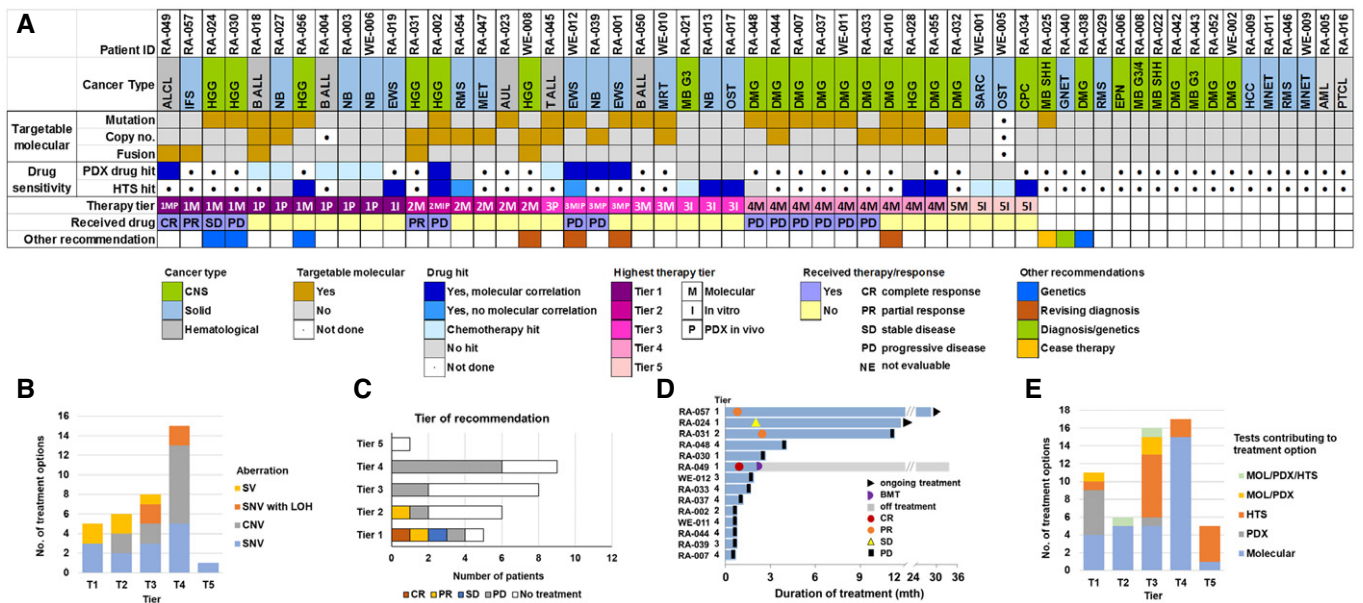 A
Patient ID RA-049 RA-057 RA-024 RA-030 RA-018 RA-027 RA-056 RA-004 RA-003 WE-006 RA-019 RA-031 RA-002 RA-054 RA-047 RA-023 WE-008 RA-045 WE-012 RA-039 RA-001 RA-050 WE-010 RA-021 RA-013 RA-017 RA-048 RA-044 RA-007 RA-037 WE-011 RA-033 RA-010 RA-028 RA-055 RA-032 WE-001 WE-005 RA-034 RA-025 RA-040 RA-038 RA-029 RA-006 RA-008 RA-022 RA-042 RA-043 RA-052 WE-002 RA-009 RA-011 RA-046 WE-009 RA-005 RA-016
Cancer Type ALCL IFS HGG HGG B ALL NB HGG B ALL NB NB EWS HGG HGG RMS MET AUL HGG T ALL EWS NB EWS B ALL MRT MB G3 NB OST DMG DMG DMG DMG DMG DMG DMG HGG DMG DMG SARC OST CPC MB SHH GNET DMG RMS EPN MB G3/4 MB SHH DMG MB G3 DMG DMG HCC MNET RMS MNET AML PTCL
Targetable molecular
Mutation
Copy no.
Fusion
Drug sensitivity
PDX drug hit
HTS hit
Therapy tier 1MP 1M 1M 1M 1P 1P 1M 1P 1P 1P 1I 2M 2MIP 2M 2M 2M 2M 3P 3MIP 3MP 3MP 3M 3M 3I 3I 3I 4M 4M 4M 4M 4M 4M 4M 4M 4M 5M 5I 5I 5I
Received drug CR PR SD PD PR PD PD PD PD PD PD PD PD PD
Other recommendation
Cancer type
CNS
Solid
Hematological
Targetable molecular
Yes
No
Not done
Drug hit
Yes, molecular correlation
Yes, no molecular correlation
Chemotherapy hit
No hit
Not done
Highest therapy tier
Tier 1 M Molecular
Tier 2 I In vitro
Tier 3 P PDX in vivo
Tier 4
Tier 5
Received therapy/response
Yes CR complete response
No PR partial response
SD stable disease
PD progressive disease
NE not evaluable
Other recommendations
Genetics
Revising diagnosis
Diagnosis/genetics
Cease therapy
B
No. of treatment options
16
14
12
10
8
6
4
2
0
T1 T2 T3 T4 T5
Tier
Aberration
SV
SNV with LOH
CNV
SNV
C
Tier of recommendation
Tier 5
Tier 4
Tier 3
Tier 2
Tier 1
0 2 4 6 8 10 12
Number of patients
CR PR SD PD No treatment
D
Tier
RA-057 1
RA-024 1
RA-031 2
RA-048 4
RA-030 1
RA-049 1
WE-012 3
RA-033 4
RA-037 4
RA-002 2
WE-011 4
RA-044 4
RA-039 3
RA-007 4
ongoing treatment
BMT
off treatment
CR
PR
SD
PD
0 3 6 9 12 24 36
Duration of treatment (mth)
E
No. of treatment options
18
16
14
12
10
8
6
4
2
0
T1 T2 T3 T4 T5
Tier
Tests contributing to
treatment option
MOL/PDX/HTS
MOL/PDX
HTS
PDX
Molecular